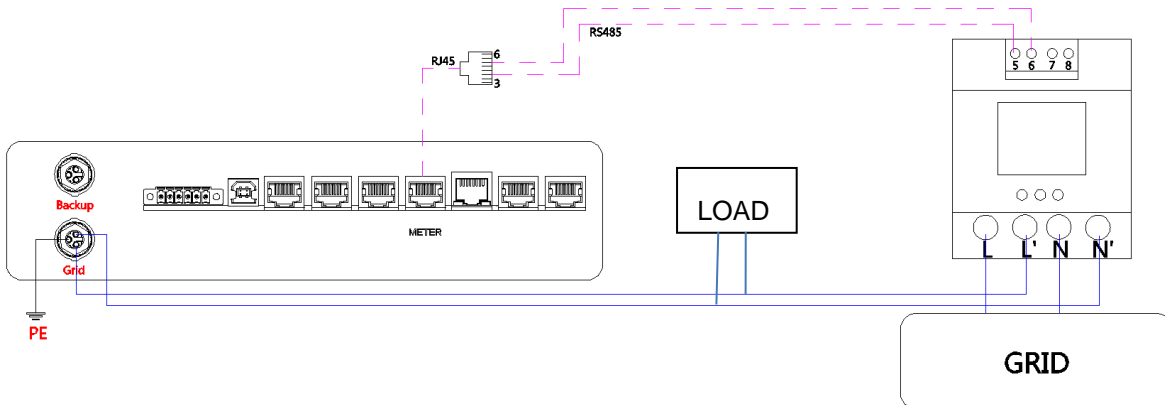 RS485
6
RJ45
3
5 6 7 8
Backup
METER
Grid
LOAD
L L' N N'
PE
GRID